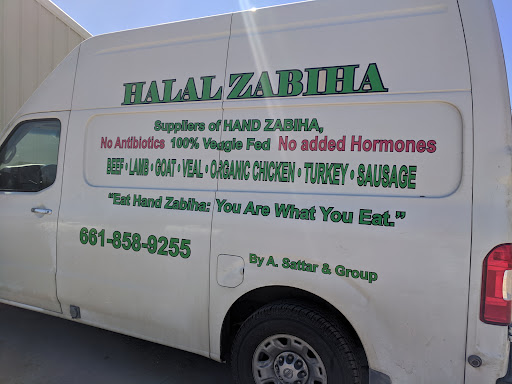 HALAL ZABIHA
Suppliers of HAND ZABIHA,
No Antibiotics 100% Veggie Fed No added Hormones
BEEF • LAMB • GOAT • VEAL • ORGANIC CHICKEN • TURKEY • SAUSAGE
"Eat Hand Zabiha: You Are What You Eat."
661-858-9255
By A. Sattar & Group